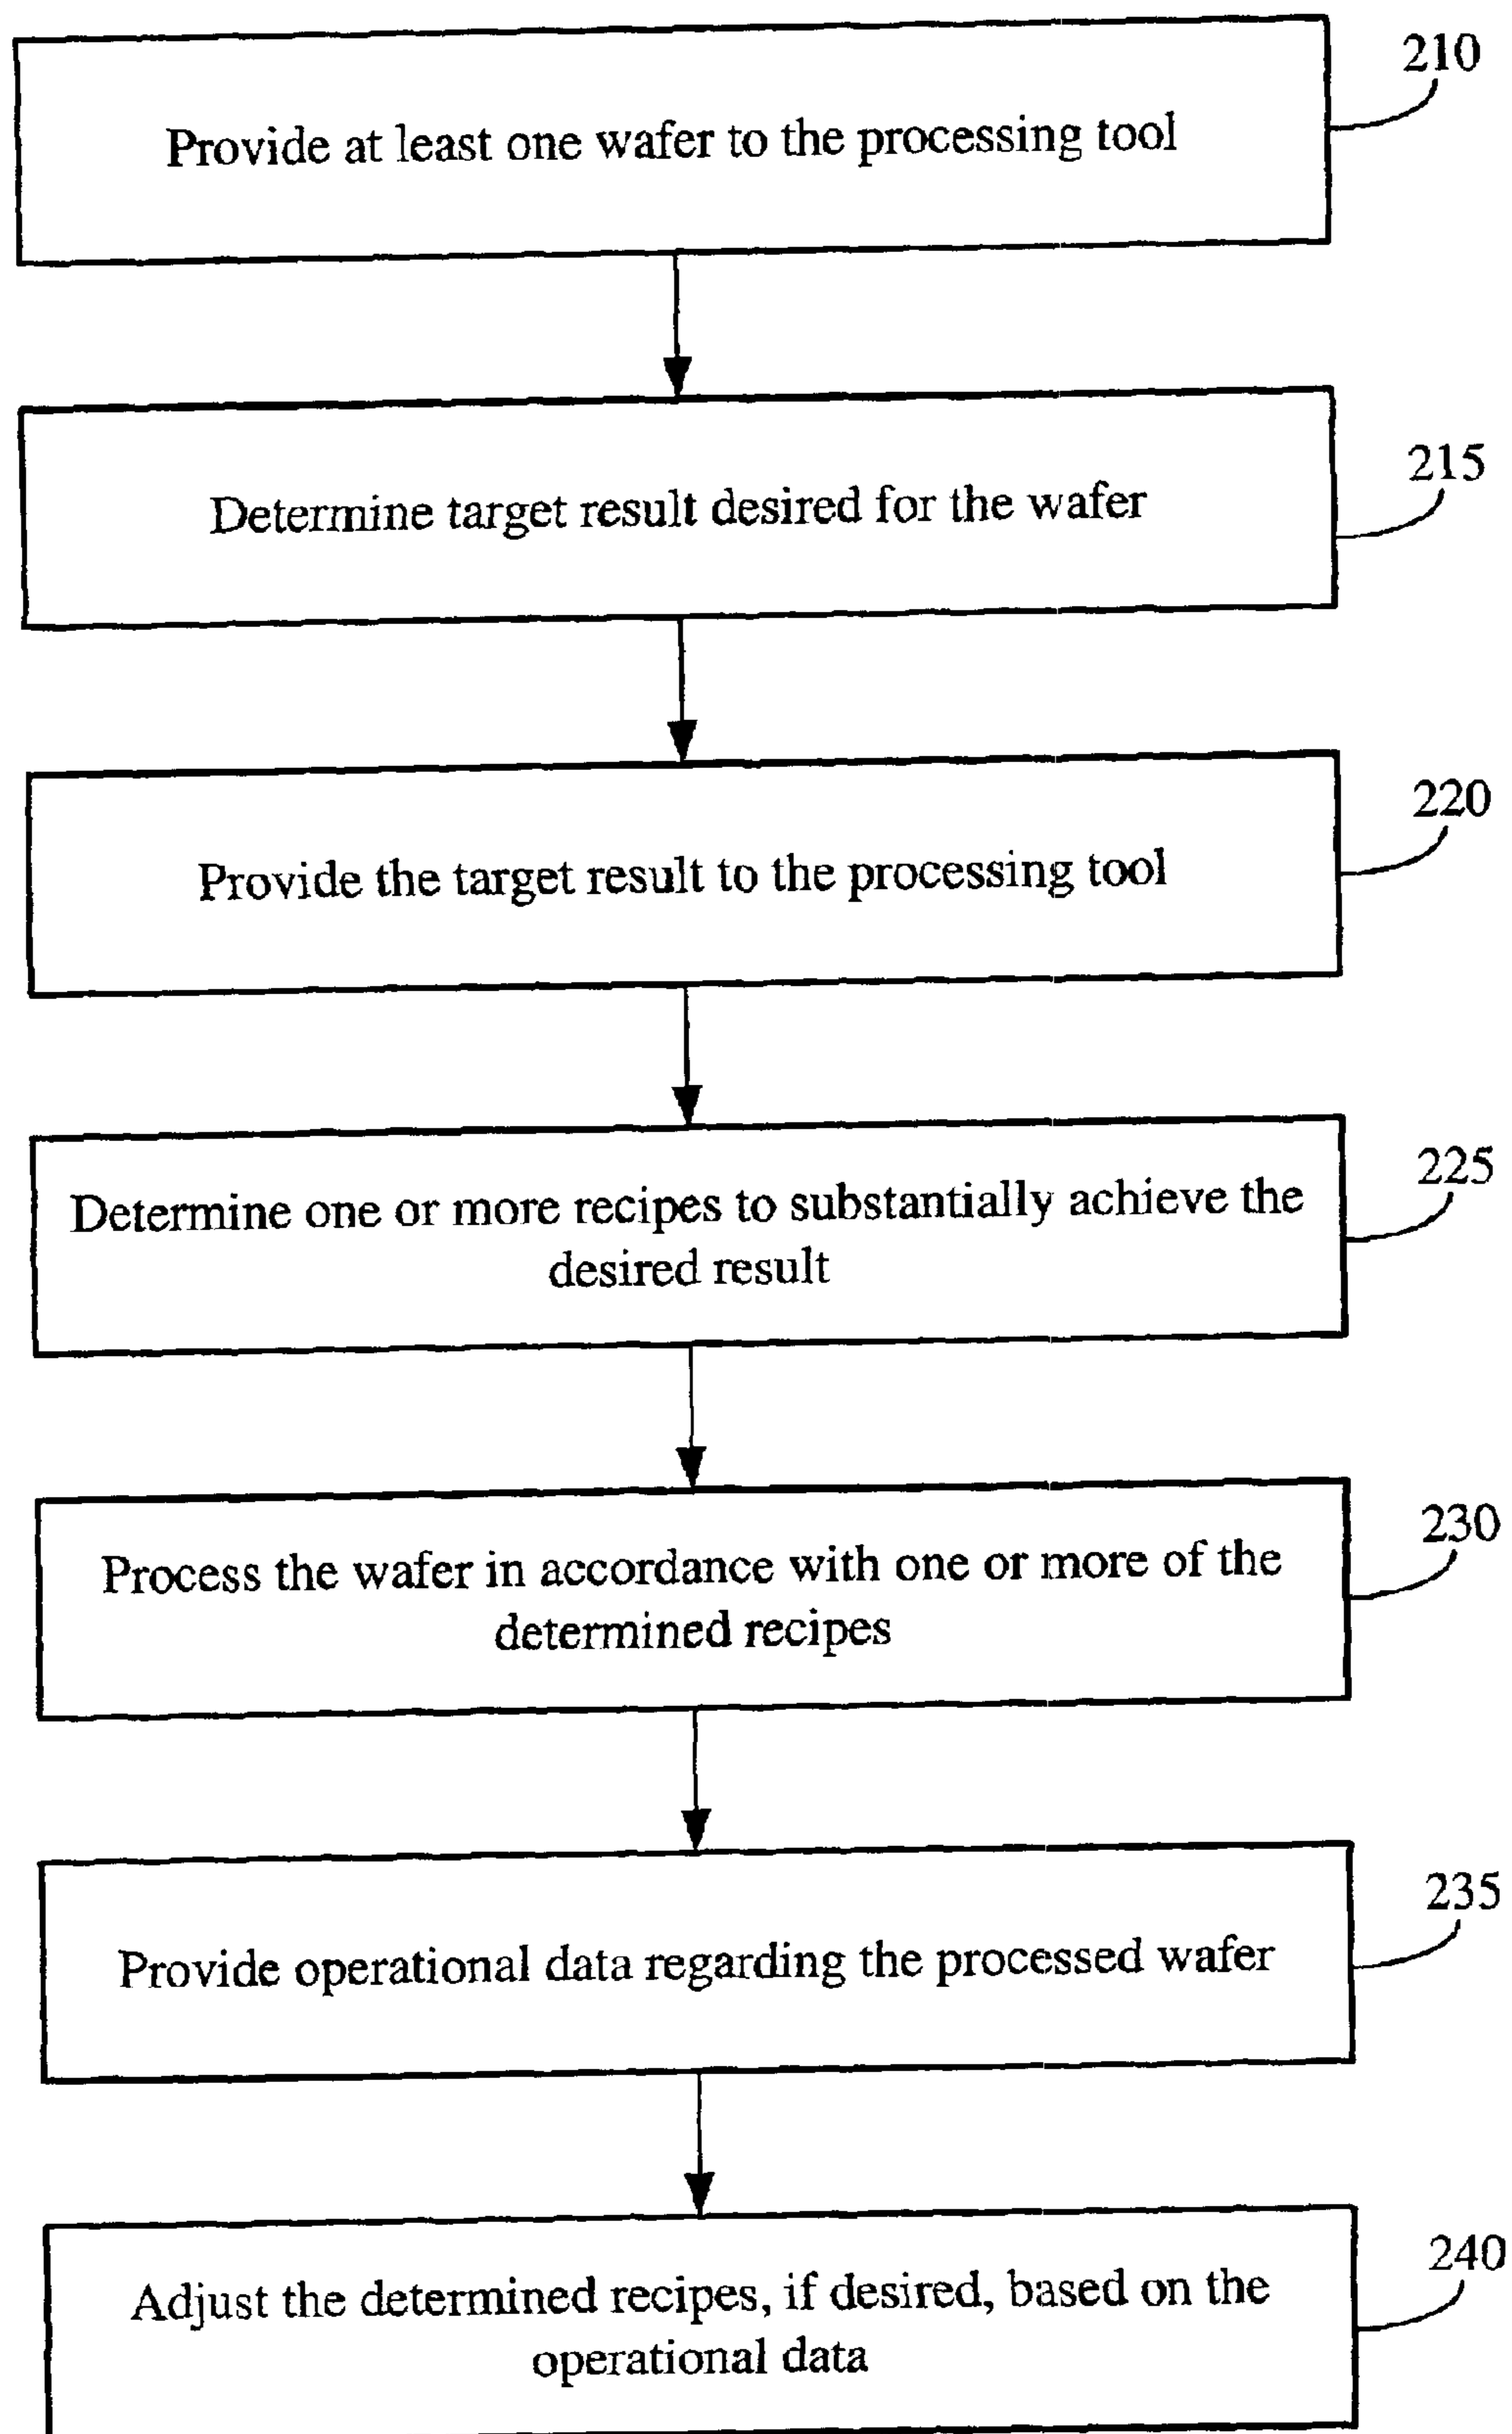 210
Provide at least one wafer to the processing tool
215
Determine target result desired for the wafer
220
Provide the target result to the processing tool
225
Determine one or more recipes to substantially achieve the
desired result
230
Process the wafer in accordance with one or more of the
determined recipes
235
Provide operational data regarding the processed wafer
240
Adjust the determined recipes, if desired, based on the
operational data